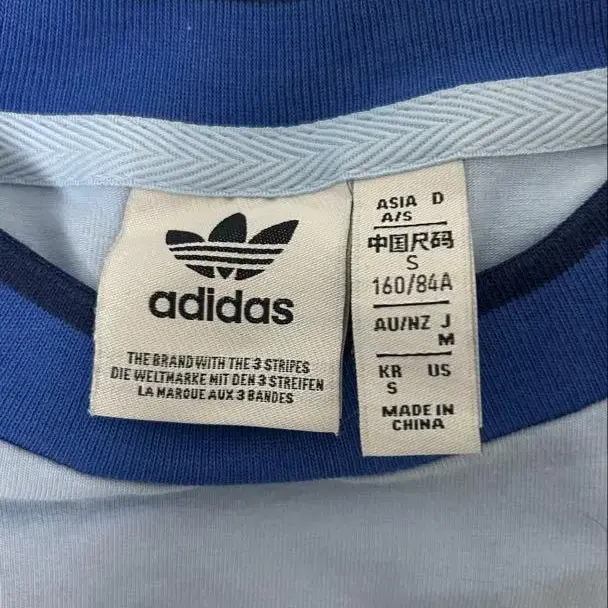 adidas
THE BRAND WITH THE 3 STRIPES
DIE WELTMARKE MIT DEN 3 STREIFEN
LA MARQUE AUX 3 BANDES
ASIA D
A/S
中国尺码
S
160/84A
AU/NZ J
M
KR US
S
MADE IN
CHINA